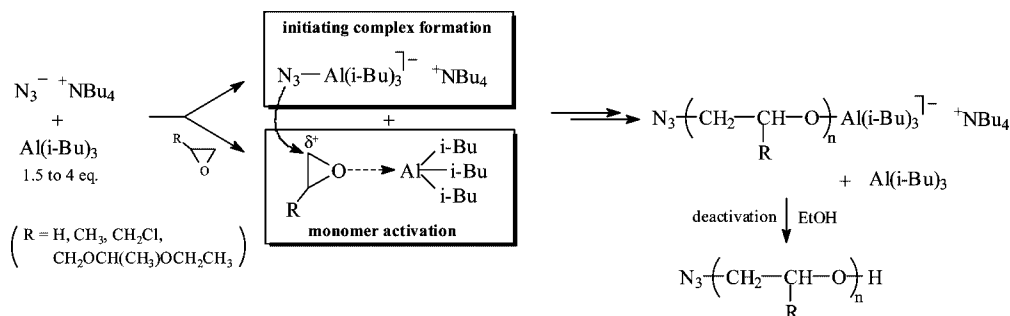 initiating complex formation
N₃—Al(i-Bu)₃]⁻ ⁺NBu₄
N₃⁻ ⁺NBu₄
+
Al(i-Bu)₃
1.5 to 4 eq.
R
O
+
δ⁺
O
Al
i-Bu
i-Bu
i-Bu
R
monomer activation
(R = H, CH₃, CH₂Cl,
CH₂OCH(CH₃)OCH₂CH₃)
N₃(CH₂—CH—O)ₙAl(i-Bu)₃]⁻ ⁺NBu₄
R
+ Al(i-Bu)₃
deactivation EtOH
N₃(CH₂—CH—O)ₙH
R